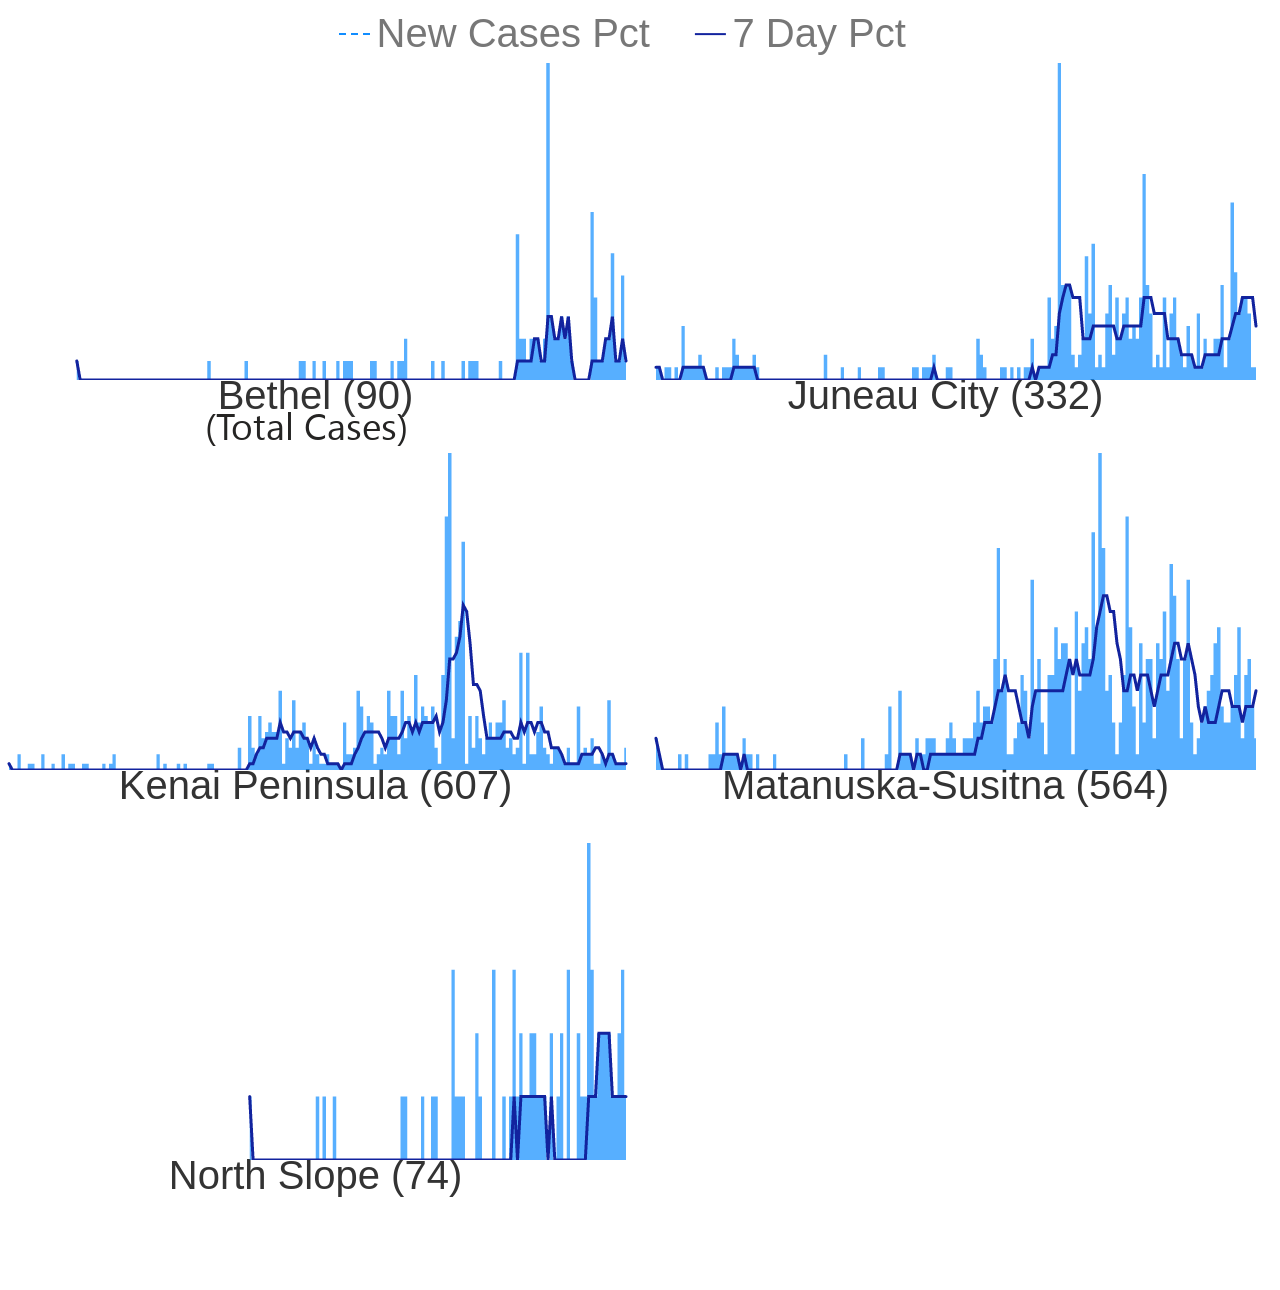 New Cases Pct 7 Day Pct
Bethel (90) Juneau City (332)
(Total Cases)
Kenai Peninsula (607) Matanuska-Susitna (564)
North Slope (74)